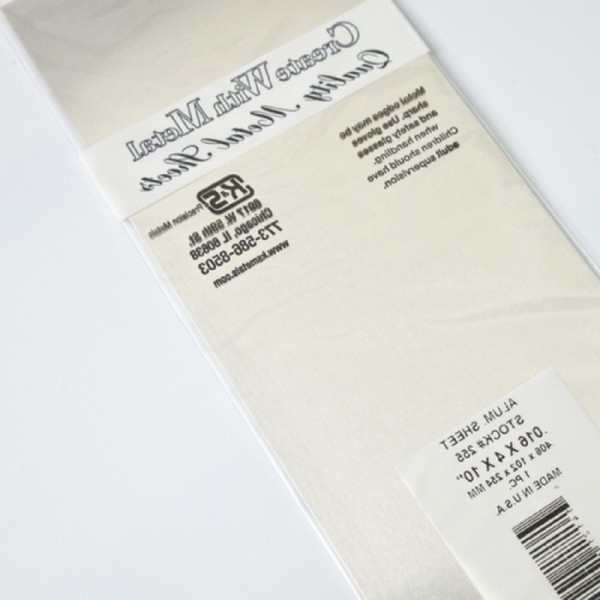 Create With Metal
Quality Metal Sheets
Metal edges may be
sharp. Use gloves
and safety glasses
when handling.
Children should have
adult supervision.
K&S
Precision Metals
6917 W. 59th St.
Chicago, IL 60638
773-586-8503
www.ksmetals.com
ALUM. SHEET
STOCK# 255
.016 X 4 X 10"
.406 x 102 x 254 MM
1 PC.
MADE IN U.S.A.